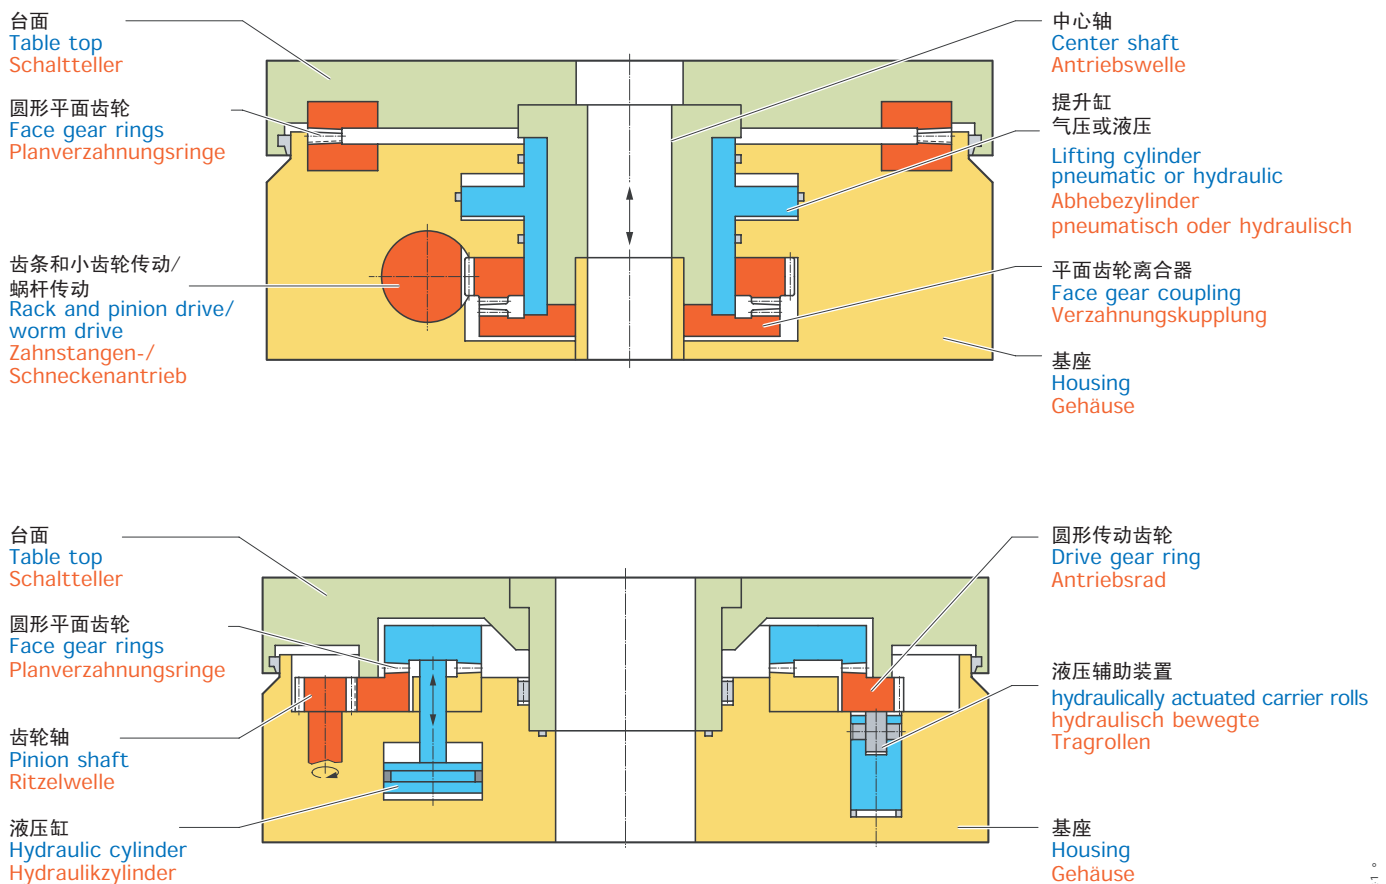 台面
Table top
Schaltteller
圆形平面齿轮
Face gear rings
Planverzahnungsringe
齿条和小齿轮传动/
蜗杆传动
Rack and pinion drive/
worm drive
Zahnstangen-/
Schneckenantrieb
中心轴
Center shaft
Antriebswelle
提升缸
气压或液压
Lifting cylinder
pneumatic or hydraulic
Abhebezylinder
pneumatisch oder hydraulisch
平面齿轮离合器
Face gear coupling
Verzahnungskupplung
基座
Housing
Gehäuse
台面
Table top
Schaltteller
圆形平面齿轮
Face gear rings
Planverzahnungsringe
齿轮轴
Pinion shaft
Ritzelwelle
液压缸
Hydraulic cylinder
Hydraulikzylinder
圆形传动齿轮
Drive gear ring
Antriebsrad
液压辅助装置
hydraulically actuated carrier rolls
hydraulisch bewegte
Tragrollen
基座
Housing
Gehäuse